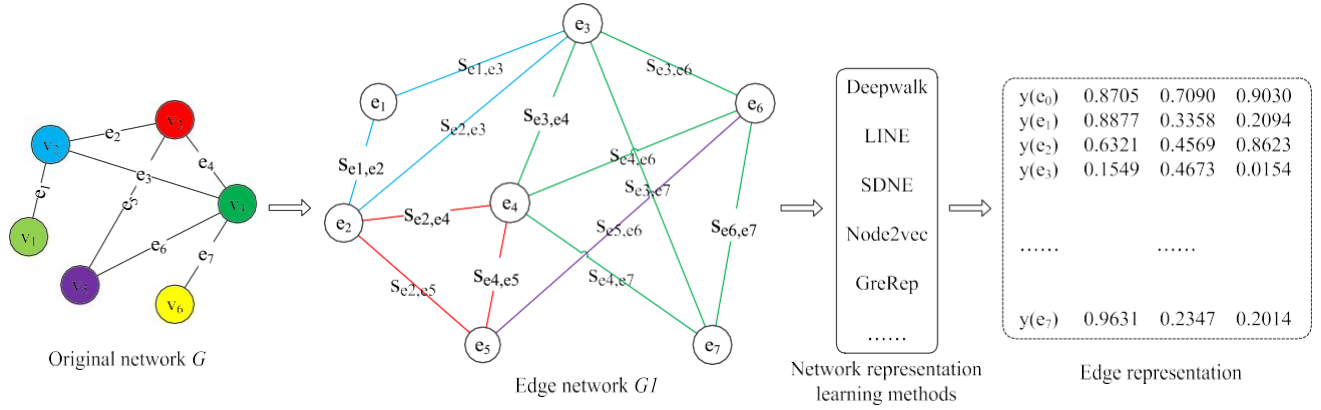 v₁
v₂
v₃
v₄
v₅
v₆
e₁
e₂
e₃
e₄
e₅
e₆
e₇
Original network G
e₁
e₂
e₃
e₄
e₅
e₆
e₇
Se1,e3
Se3,e6
Se2,e3
Se3,e4
Se1,e2
Se4,e6
Se3,e7
Se2,e4
Se5,e6
Se6,e7
Se4,e5
Se4,e7
Se2,e5
Edge network G1
Deepwalk
LINE
SDNE
Node2vec
GreRep
……
Network representation
learning methods
y(e₀) 0.8705 0.7090 0.9030
y(e₁) 0.8877 0.3358 0.2094
y(e₂) 0.6321 0.4569 0.8623
y(e₃) 0.1549 0.4673 0.0154
…… ……
y(e₇) 0.9631 0.2347 0.2014
Edge representation